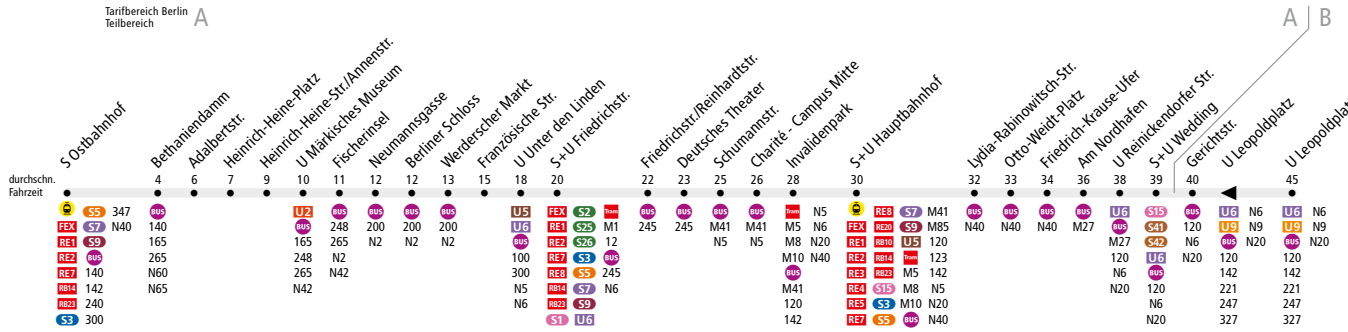 Tarifbereich Berlin
Teilbereich A
A | B
S Ostbahnhof
Bethaniendamm
Adalbertstr.
Heinrich-Heine-Platz
Heinrich-Heine-Str./Annenstr.
U Märkisches Museum
Fischerinsel
Neumannsgasse
Berliner Schloss
Werderscher Markt
Französische Str.
U Unter den Linden
S+U Friedrichstr.
Friedrichstr./Reinhardtstr.
Deutsches Theater
Schumannstr.
Charité - Campus Mitte
Invalidenpark
S+U Hauptbahnhof
Lydia-Rabinowitsch-Str.
Otto-Weidt-Platz
Friedrich-Krause-Ufer
Am Nordhafen
U Reinickendorfer Str.
S+U Wedding
Gerichtstr.
U Leopoldplatz
U Leopoldplat
durchschn. 4 6 7 9 10 11 12 12 13 15 18 20 22 23 25 26 28 30 32 33 34 36 38 39 40 45
Fahrzeit
S5 347 BUS U2 BUS BUS BUS BUS U5 FEX S2 Tram BUS BUS BUS BUS Tram N5 RE8 S7 M41 BUS BUS BUS BUS U6 S15 BUS U6 N6 U6 N6
FEX S7 N40 140 BUS 248 200 200 200 U6 RE1 S25 M1 245 245 M41 M41 M5 N6 FEX RE20 S9 M85 N40 N40 N40 M27 BUS S41 120 U9 N9 U9 N9
RE1 S9 165 165 265 N2 N2 N2 BUS RE2 S26 12 N5 N5 M8 N20 RE1 RB10 U5 120 M27 S42 N6 BUS N20 BUS N20
RE2 BUS 265 248 N2 100 RE7 S3 BUS M10 N40 RE2 RB14 Tram 123 120 U6 N20 120 120
RE7 140 N60 265 N42 300 RE8 S5 245 BUS RE3 RB23 M5 142 N6 BUS 142 142
RB14 142 N65 N42 N5 RB14 S7 N6 M41 RE4 S15 M8 N5 N20 120 221 221
RB23 240 N6 RB23 S9 120 RE5 S3 M10 N20 N6 247 247
S3 300 S1 U6 142 RE7 S5 BUS N40 N20 327 327